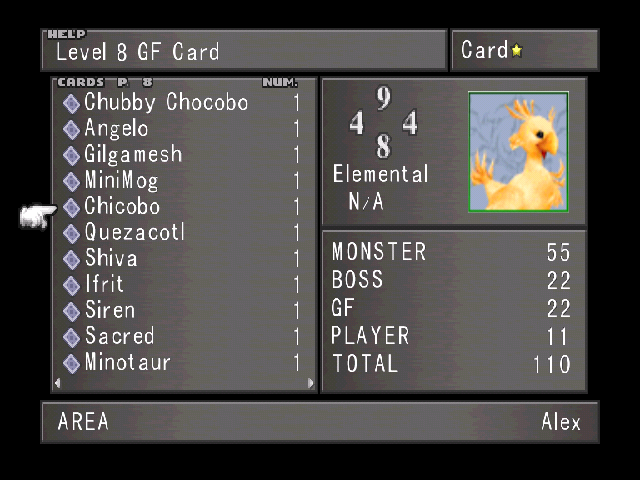 HELP
Level 8 GF Card
Card
CARDS P. 8 NUM.
Chubby Chocobo 1
Angelo 1
Gilgamesh 1
MiniMog 1
Chicobo 1
Quezacotl 1
Shiva 1
Ifrit 1
Siren 1
Sacred 1
Minotaur 1
9
4 4
8
Elemental
N/A
MONSTER 55
BOSS 22
GF 22
PLAYER 11
TOTAL 110
AREA Alex